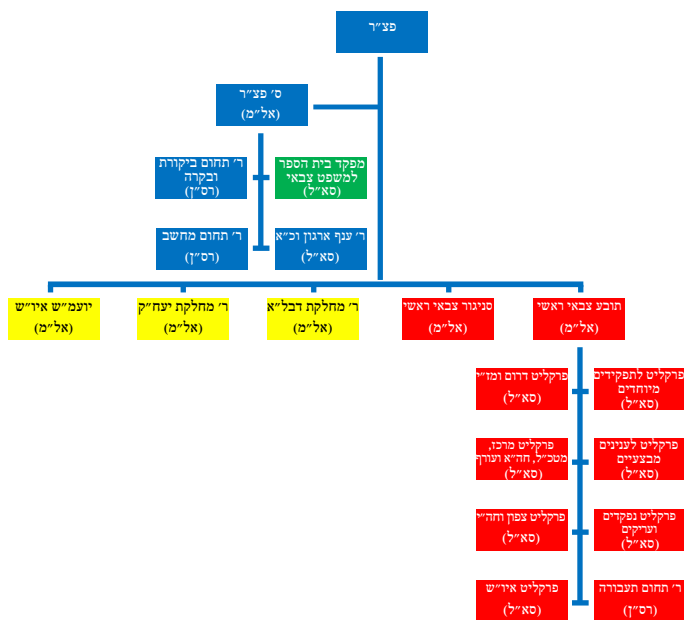 פצ״ר
ס׳ פצ״ר
(אל״מ)
מפקד בית הספר
למשפט צבאי
(סא״ל)
ר׳ תחום ביקורת
ובקרה
(רס״ן)
ר׳ ענף ארגון וכ״א
(סא״ל)
ר׳ תחום מחשב
(רס״ן)
תובע צבאי ראשי
(אל״מ)
סניגור צבאי ראשי
(אל״מ)
ר׳ מחלקת דבל״א
(אל״מ)
ר׳ מחלקת יעח״ק
(אל״מ)
יועמ״ש איו״ש
(אל״מ)
פרקליט לתפקידים
מיוחדים
(סא״ל)
פרקליט דרום ומז״י
(סא״ל)
פרקליט לענינים
מבצעיים
(סא״ל)
פרקליט מרכז,
מטכ״ל, חה״א ועורף
(סא״ל)
פרקליט נפקדים
ועריקים
(סא״ל)
פרקליט צפון וחה״י
(סא״ל)
ר׳ תחום תעבורה
(רס״ן)
פרקליט איו״ש
(סא״ל)